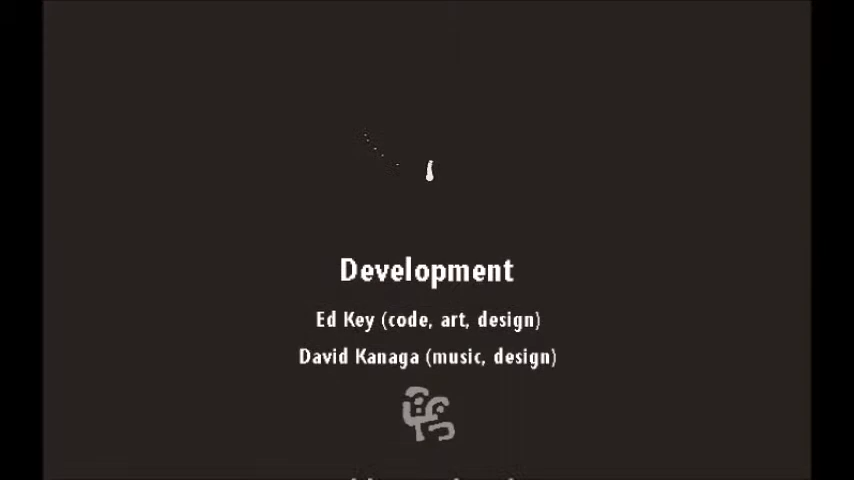 Development
Ed Key (code, art, design)
David Kanaga (music, design)